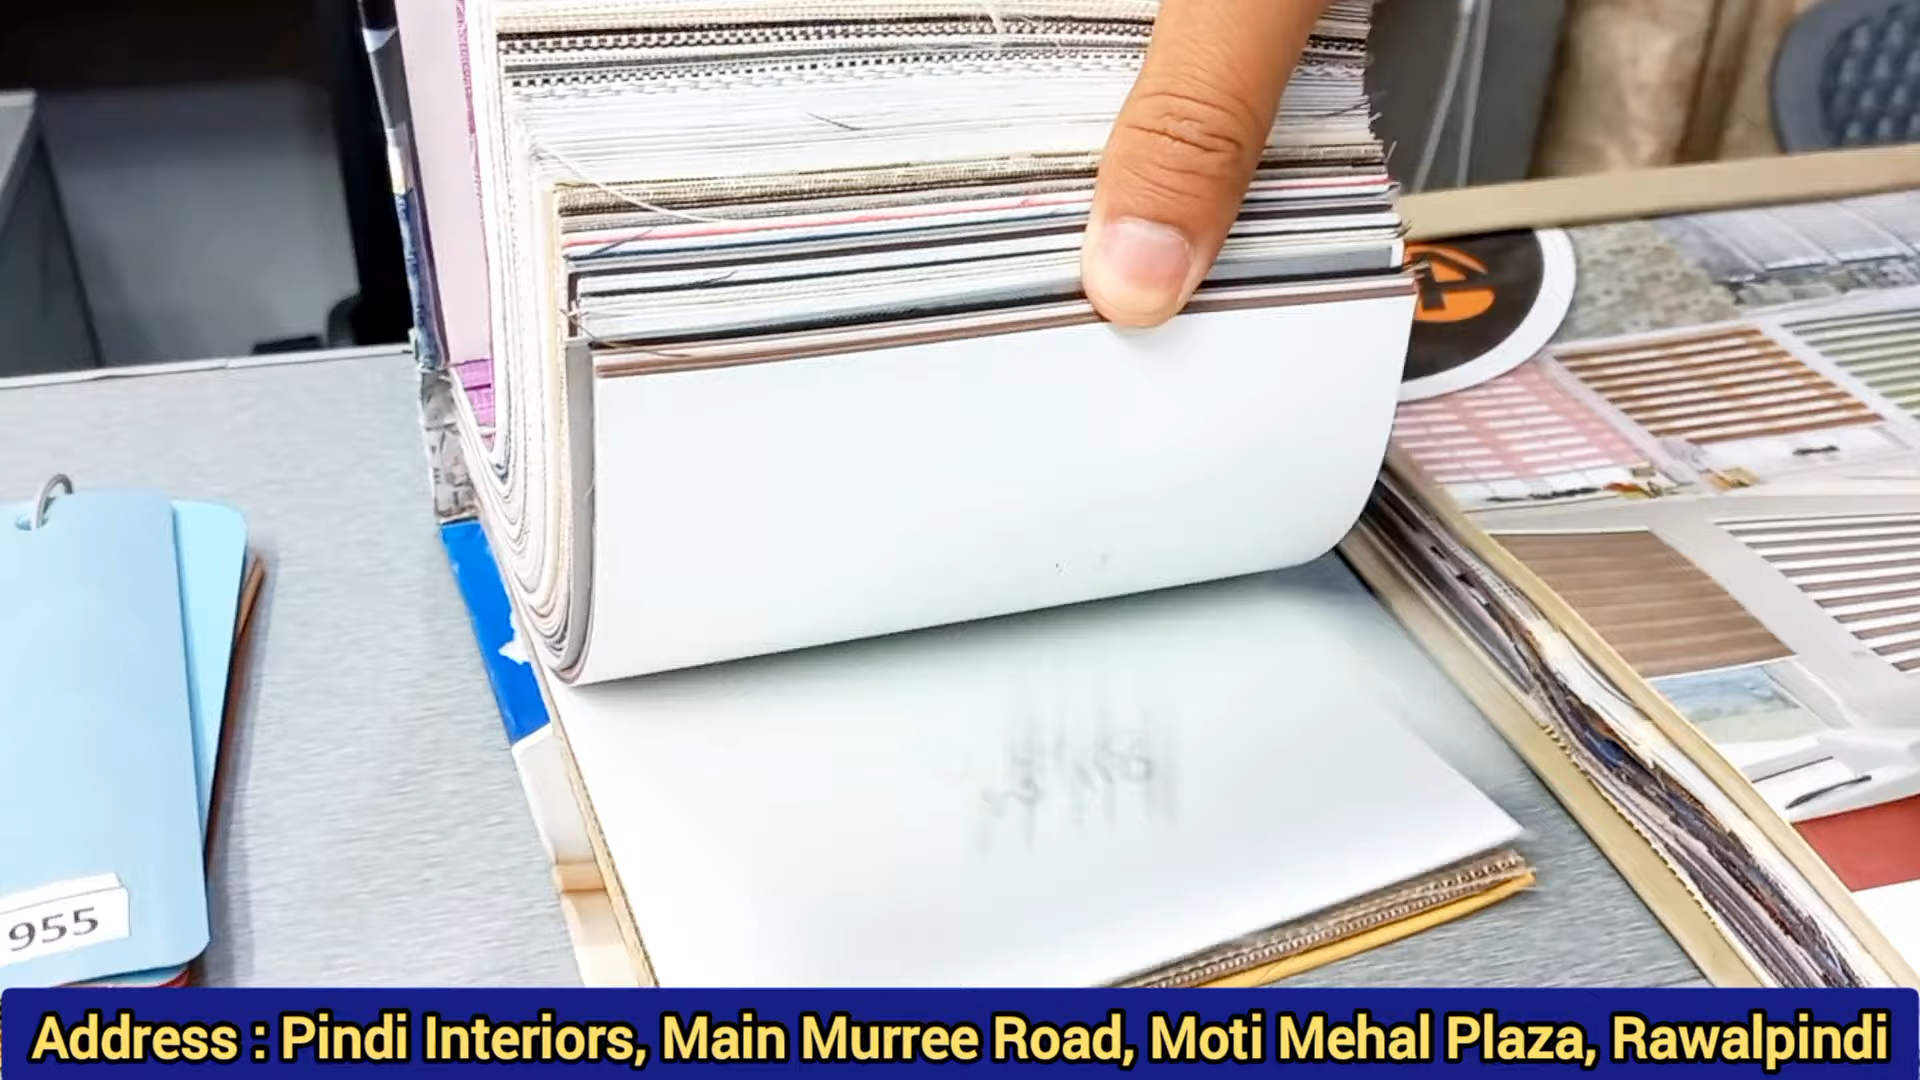 955
Address : Pindi Interiors, Main Murree Road, Moti Mehal Plaza, Rawalpindi